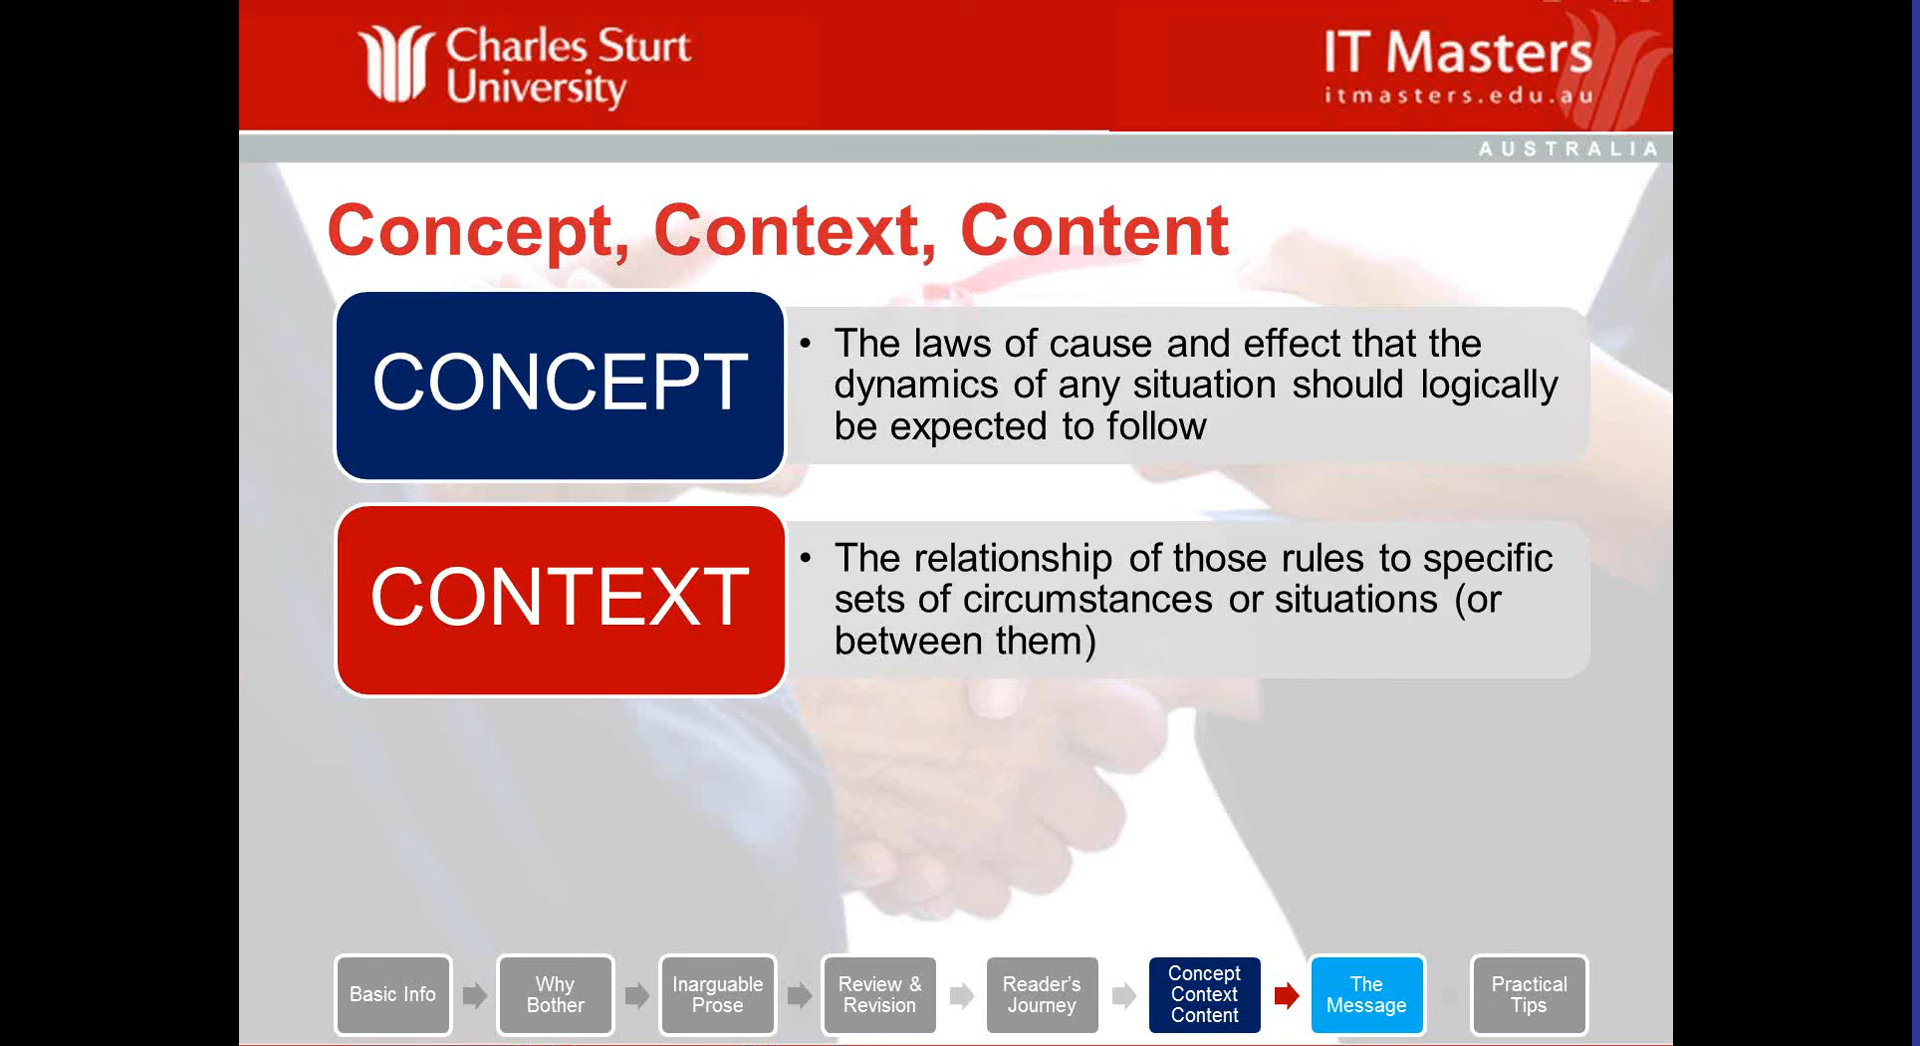 Charles Sturt
University
IT Masters
itmasters.edu.au
AUSTRALIA
Concept, Context, Content
CONCEPT
• The laws of cause and effect that the
dynamics of any situation should logically
be expected to follow
CONTEXT
• The relationship of those rules to specific
sets of circumstances or situations (or
between them)
Basic Info
Why
Bother
Inarguable
Prose
Review &
Revision
Reader's
Journey
Concept
Context
Content
The
Message
Practical
Tips